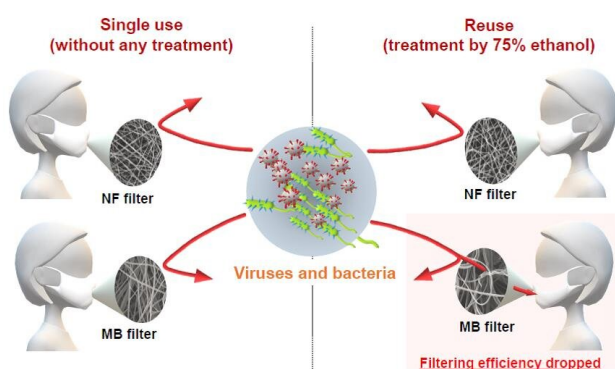 Single use
(without any treatment)
Reuse
(treatment by 75% ethanol)
NF filter
NF filter
Viruses and bacteria
MB filter
MB filter
Filtering efficiency dropped